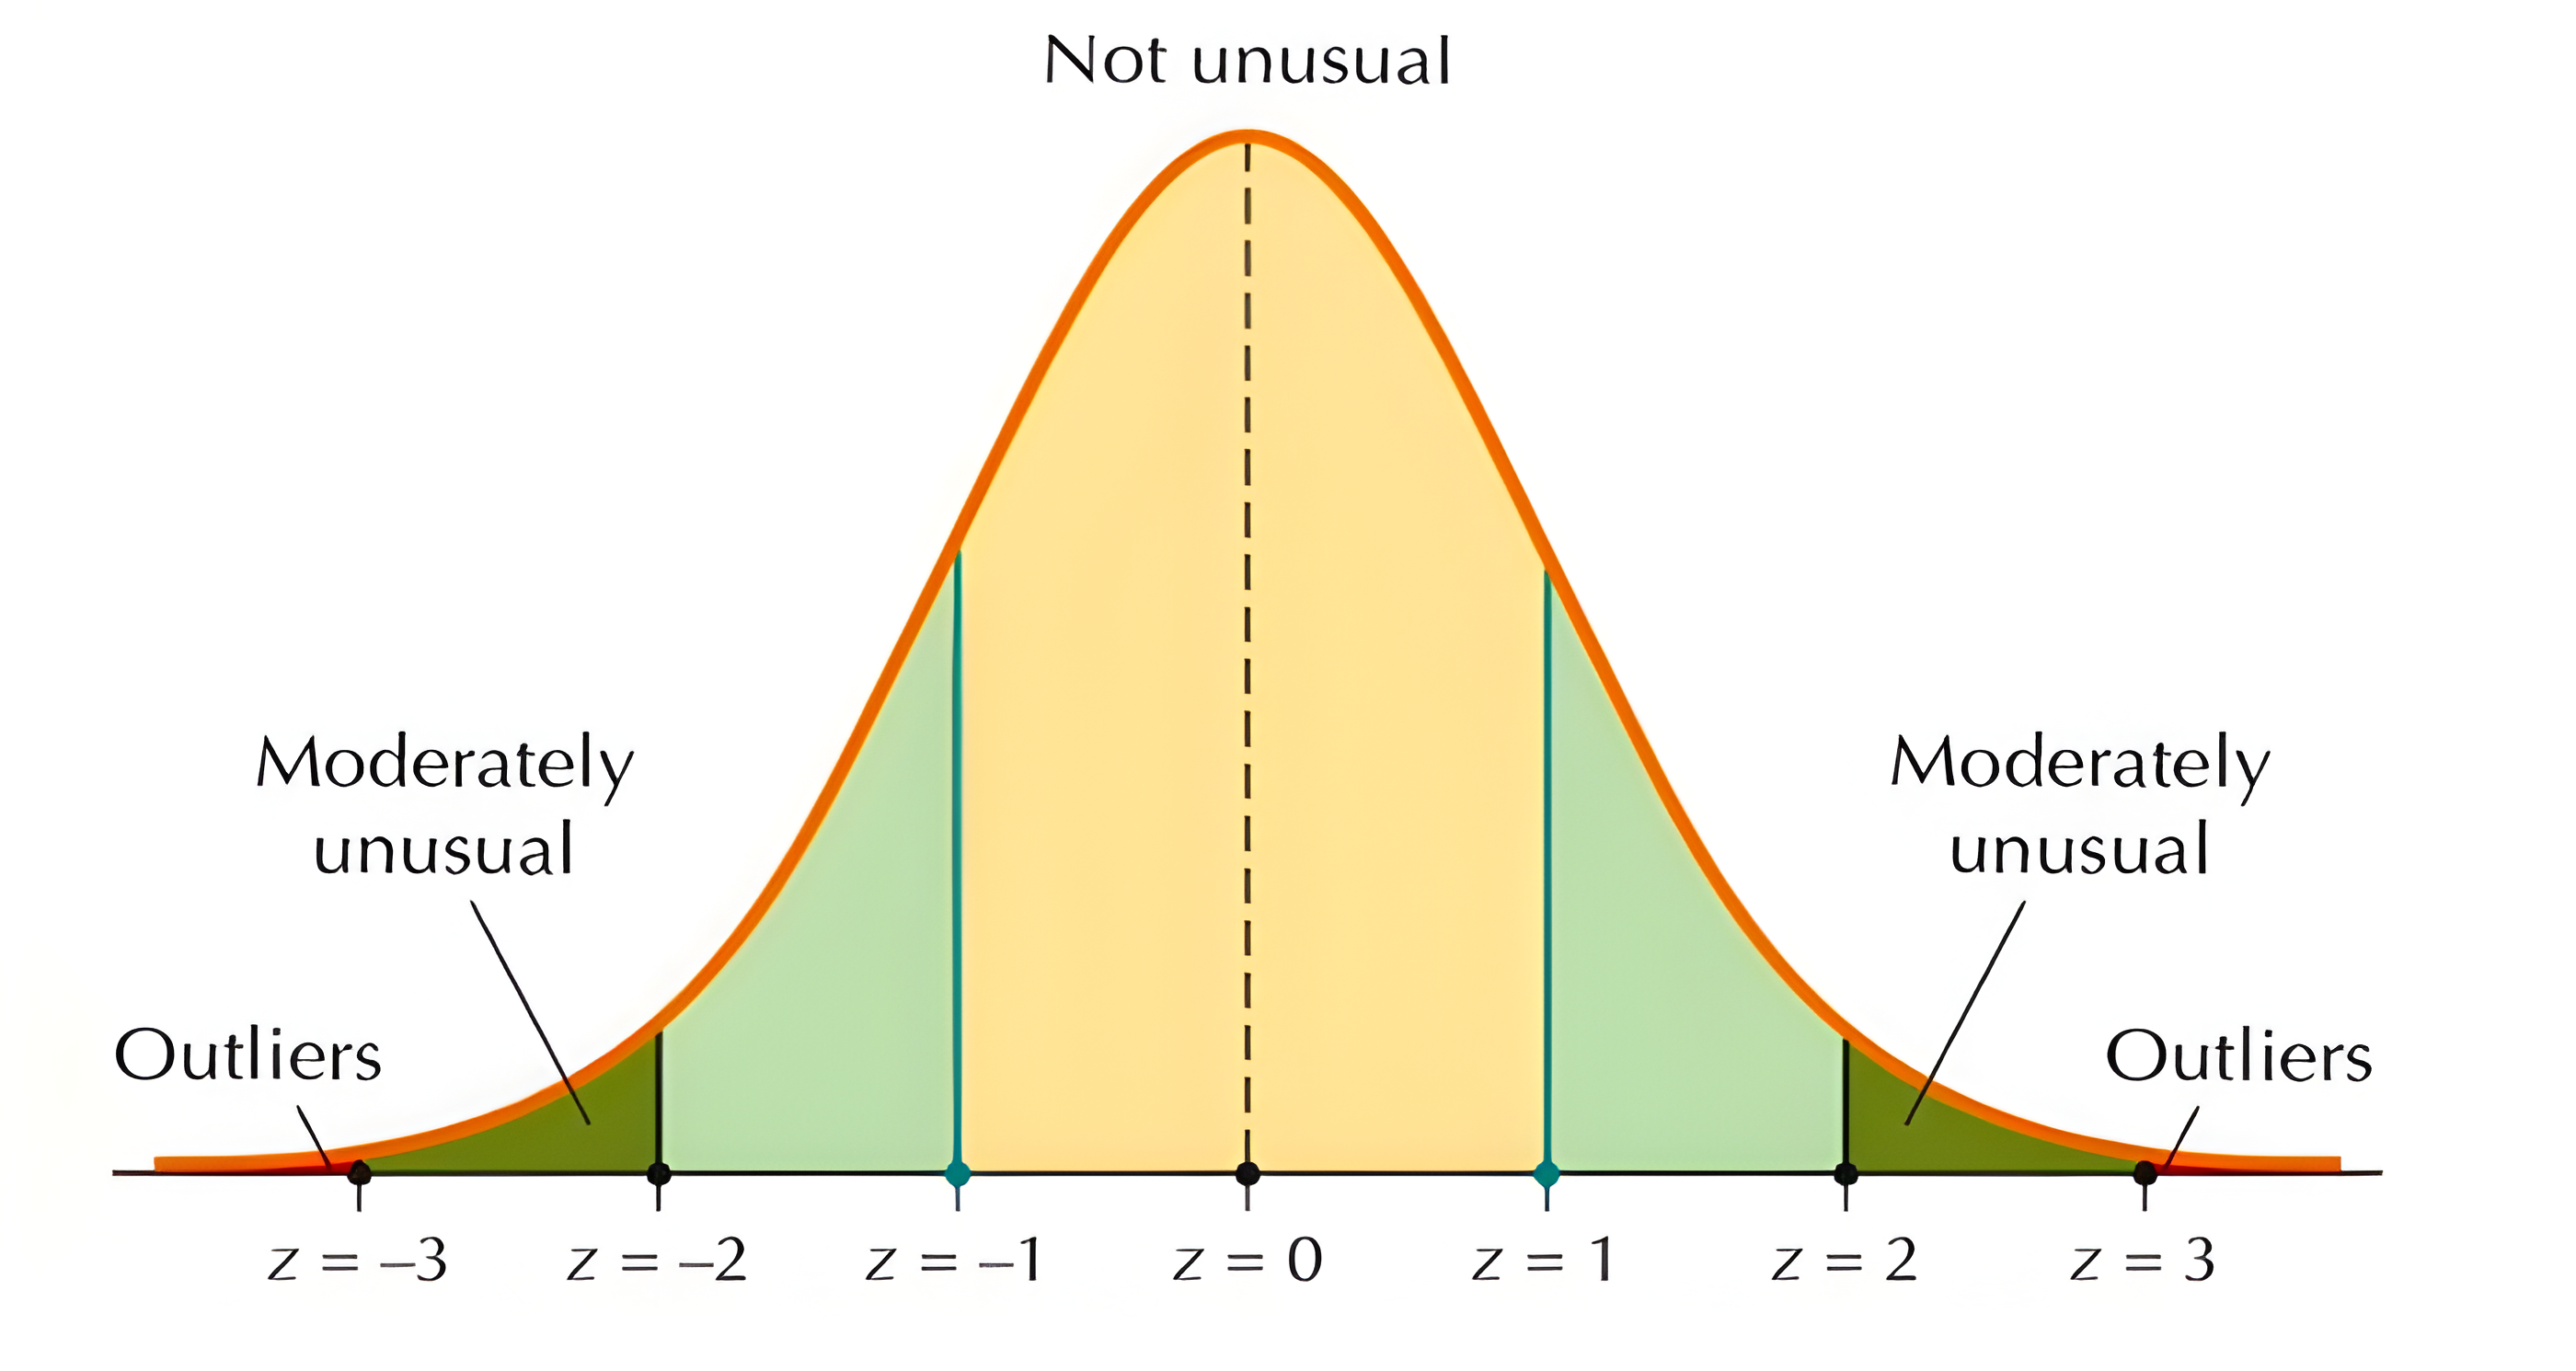 Not unusual
Moderately
unusual
Moderately
unusual
Outliers
Outliers
z = –3
z = –2
z = –1
z = 0
z = 1
z = 2
z = 3